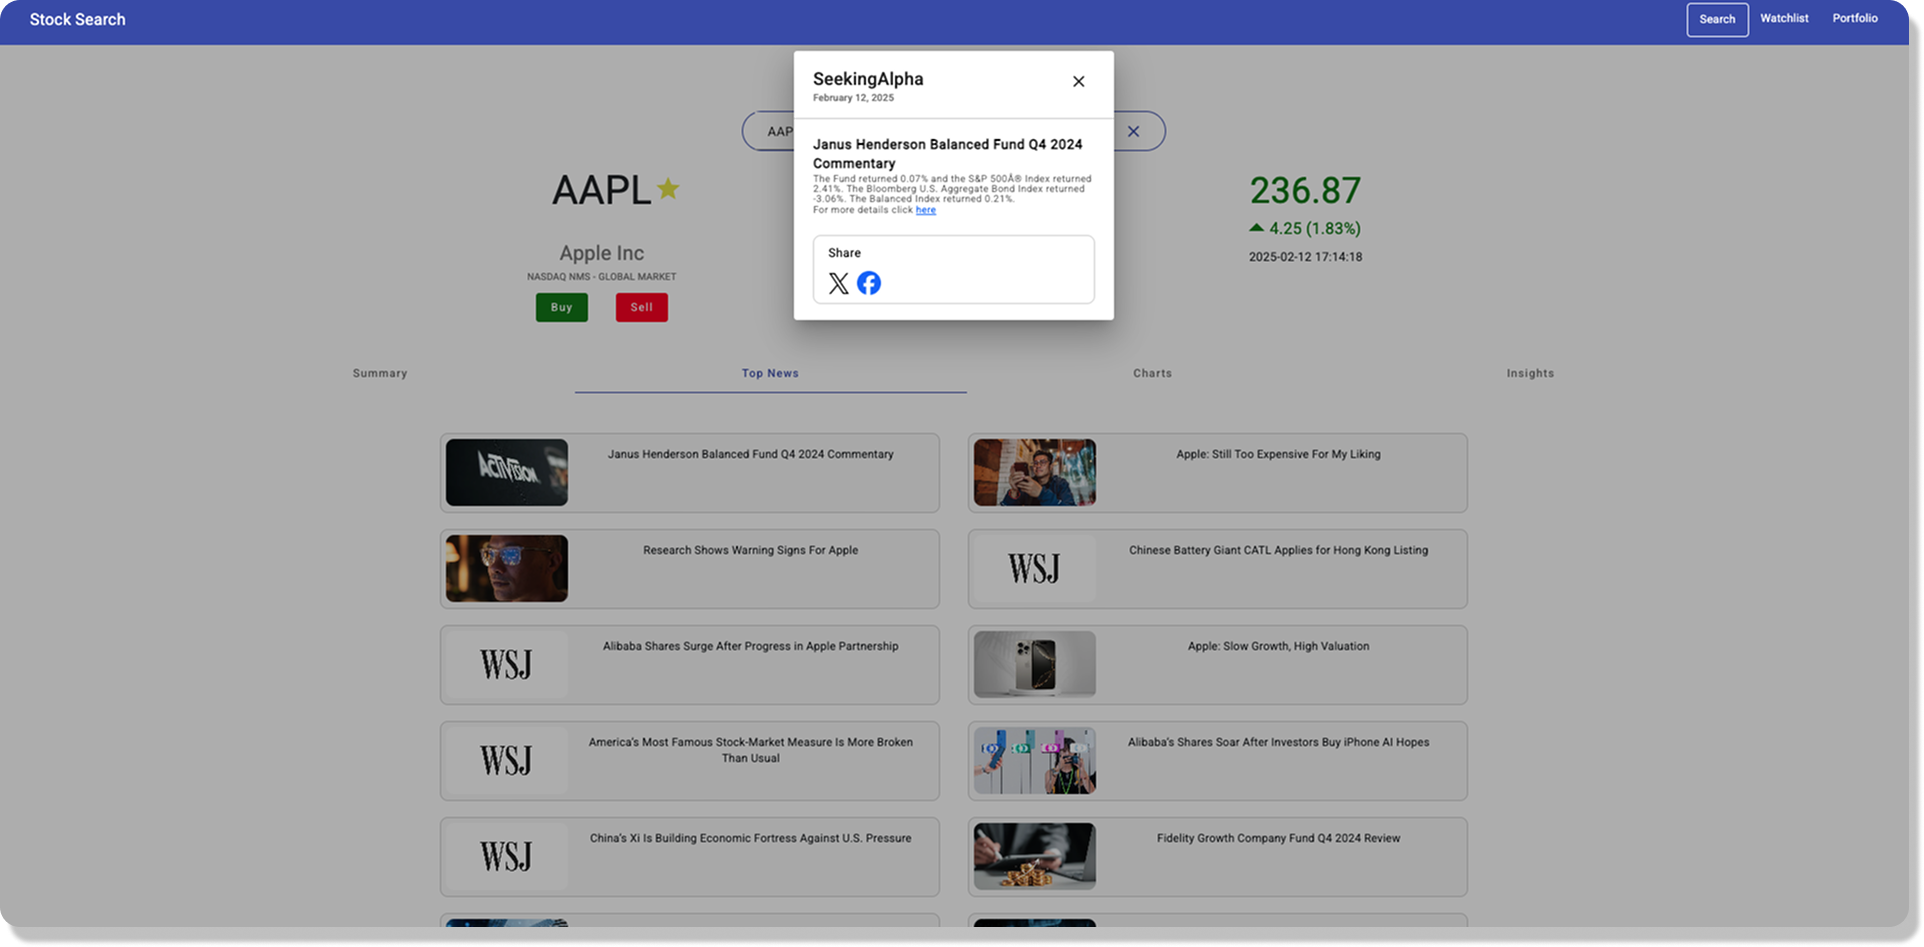 Stock Search
Search
Watchlist
Portfolio
SeekingAlpha
February 12, 2025
AAP
Janus Henderson Balanced Fund Q4 2024
Commentary
The Fund returned 0.07% and the S&P 500Â® Index returned
2.41%. The Bloomberg U.S. Aggregate Bond Index returned
-3.06%. The Balanced Index returned 0.21%.
For more details click here
Share
AAPL
Apple Inc
NASDAQ NMS - GLOBAL MARKET
Buy
Sell
236.87
4.25 (1.83%)
2025-02-12 17:14:18
Summary
Top News
Charts
Insights
ACTIVISION
Janus Henderson Balanced Fund Q4 2024 Commentary
Apple: Still Too Expensive For My Liking
Research Shows Warning Signs For Apple
WSJ
Chinese Battery Giant CATL Applies for Hong Kong Listing
WSJ
Alibaba Shares Surge After Progress in Apple Partnership
Apple: Slow Growth, High Valuation
WSJ
America's Most Famous Stock-Market Measure Is More Broken
Than Usual
Alibaba's Shares Soar After Investors Buy iPhone AI Hopes
WSJ
China's Xi Is Building Economic Fortress Against U.S. Pressure
Fidelity Growth Company Fund Q4 2024 Review